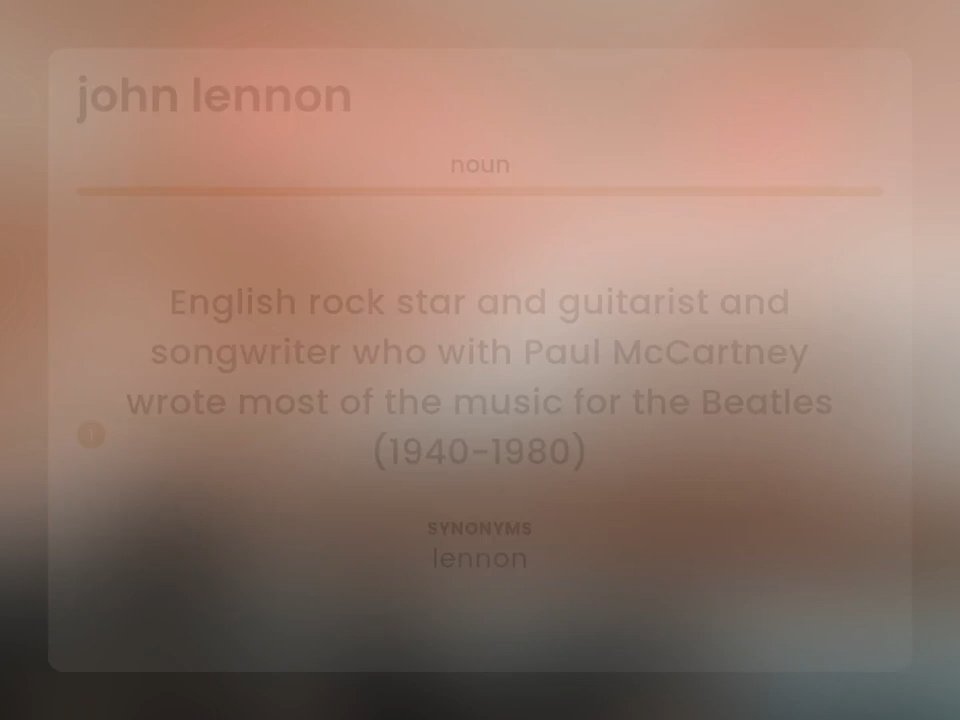 john lennon
noun
English rock star and guitarist and
songwriter who with Paul McCartney
wrote most of the music for the Beatles
(1940-1980)
SYNONYMS
lennon